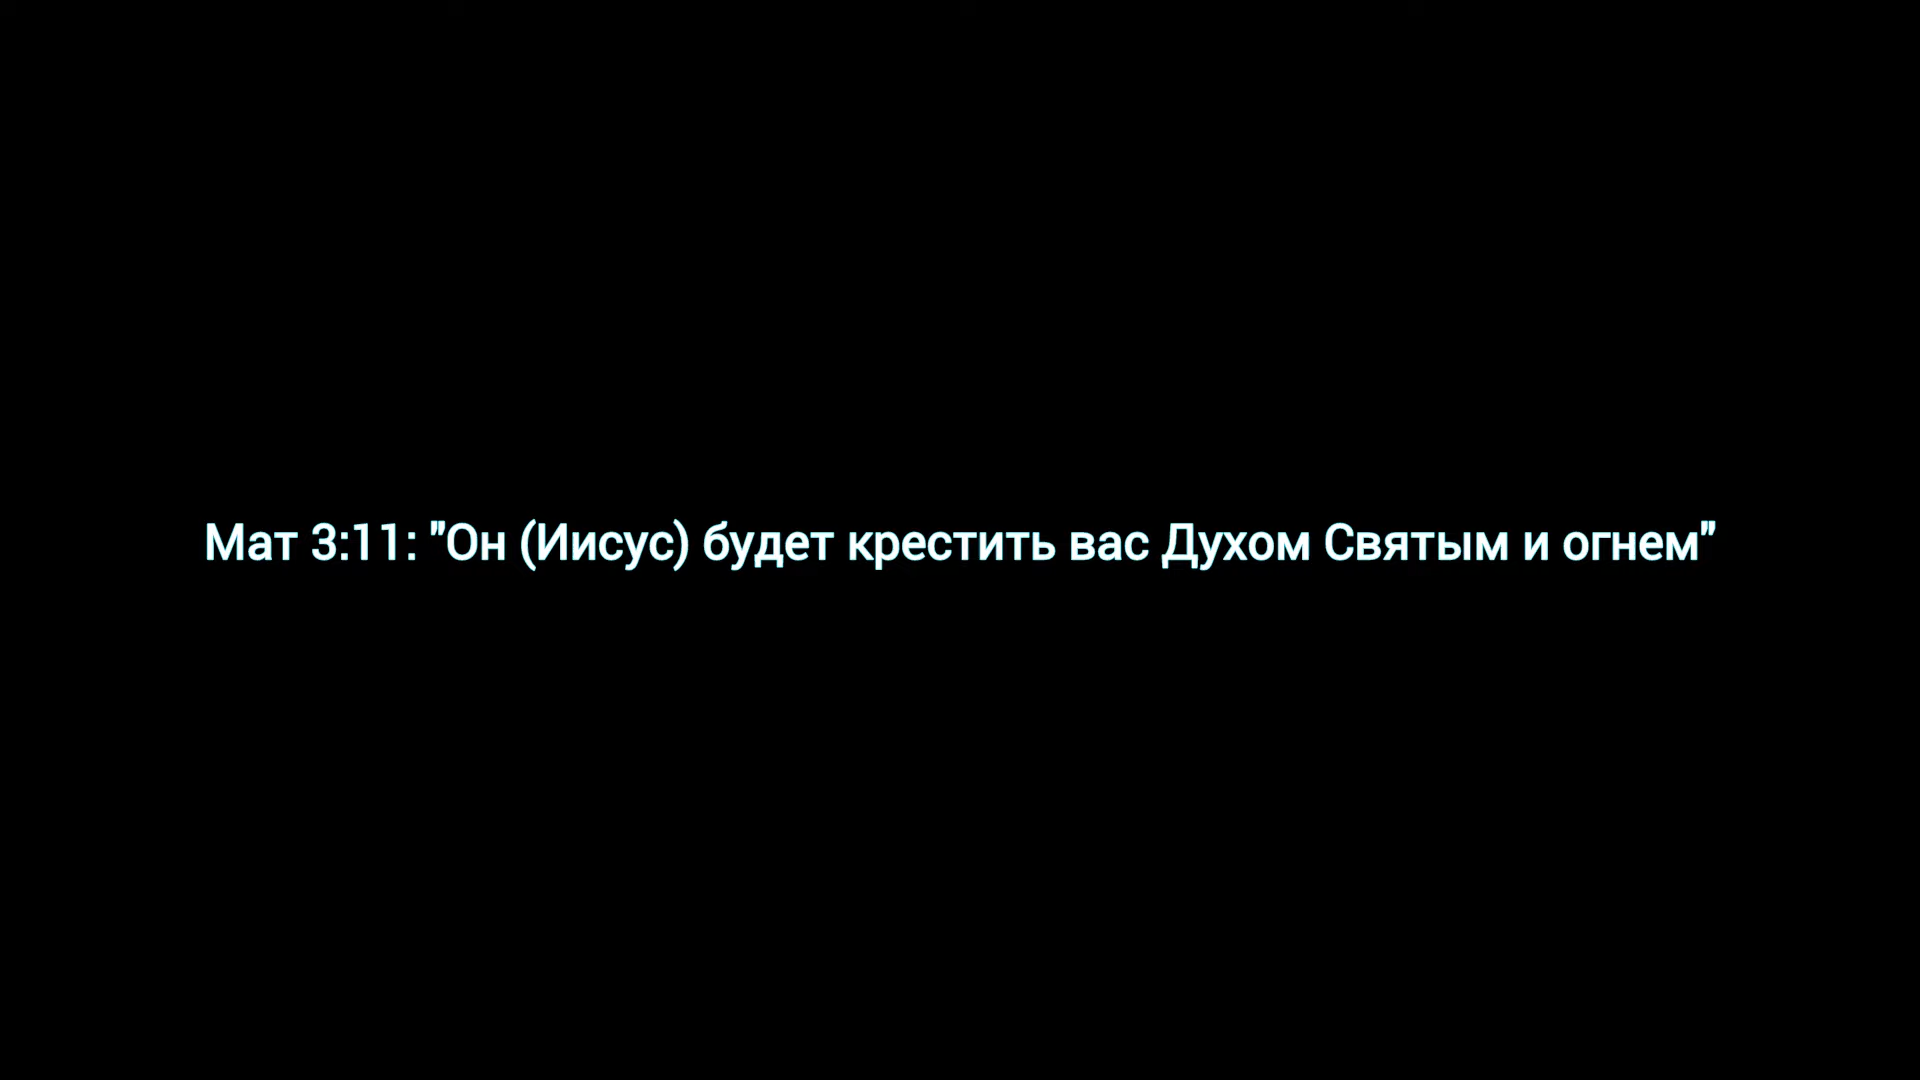 Мат 3:11: "Он (Иисус) будет крестить вас Духом Святым и огнем"